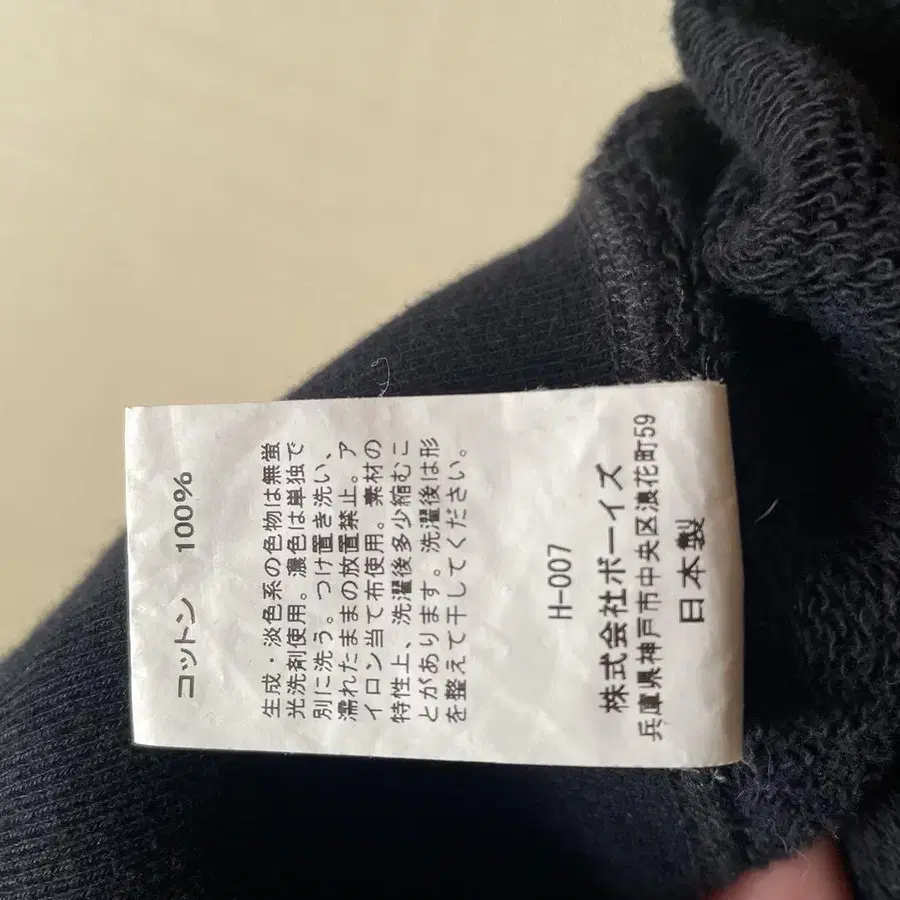 コットン 100%
生成・淡色系の色物は無蛍
光洗剤使用。濃色は単独で
別に洗う。つけ置き洗い、
濡れたままの放置禁止。ア
イロン当て布使用。素材の
特性上、洗濯後多少縮むこ
とがあります。洗濯後は形
を整えて干してください。
H-007
株式会社ボーイズ
兵庫県神戸市中央区浪花町59
日本製